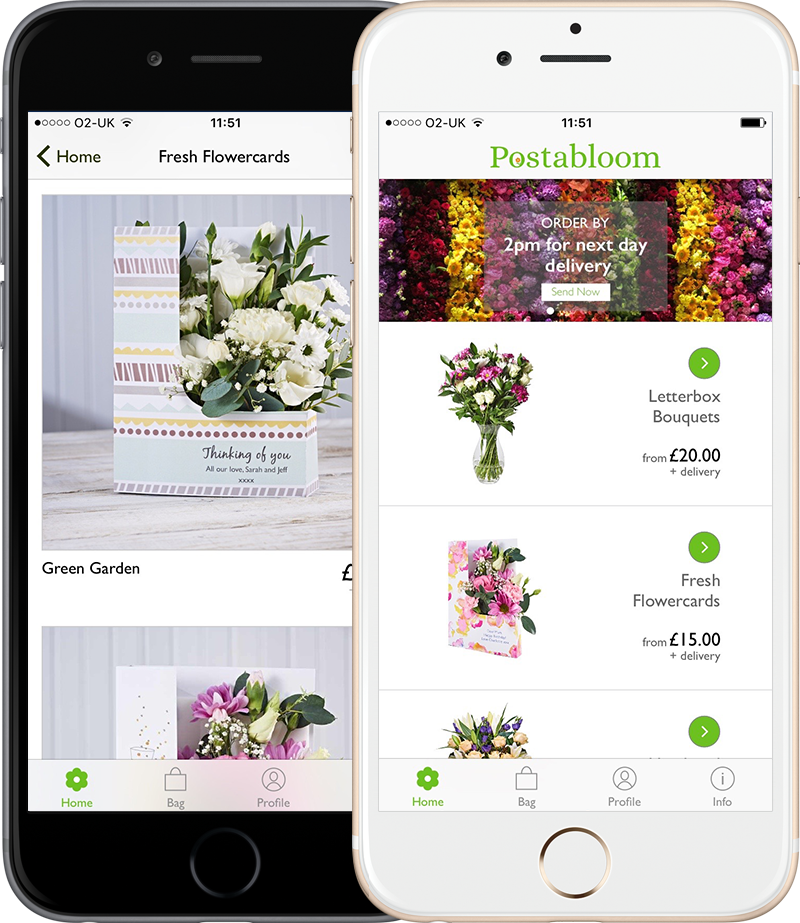 O2-UK
11:51
Home
Fresh Flowercards
Thinking of you
All our love, Sarah and Jeff
xxxx
Green Garden
£
Home
Bag
Profile
O2-UK
11:51
Postabloom
ORDER BY
2pm for next day
delivery
Send Now
Letterbox
Bouquets
from £20.00
+ delivery
Fresh
Flowercards
from £15.00
+ delivery
Home
Bag
Profile
Info